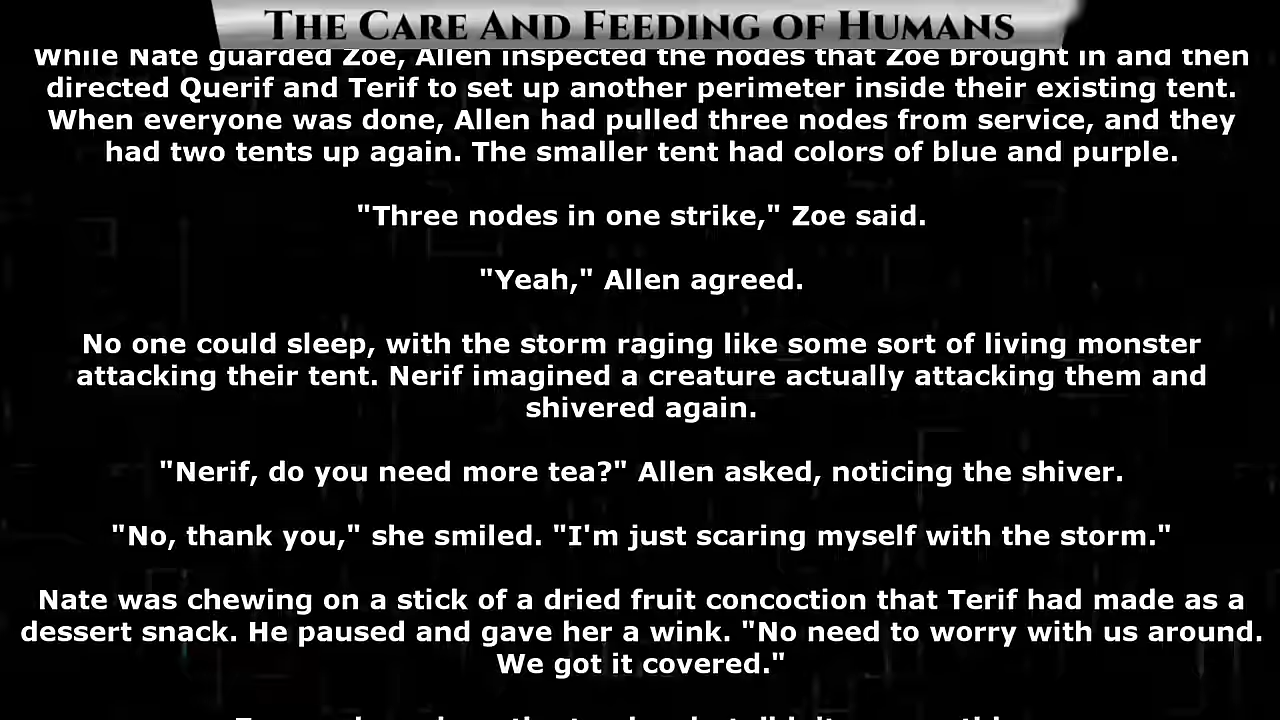 The Care And Feeding of Humans
While Nate guarded Zoe, Allen inspected the nodes that Zoe brought in and then
directed Querif and Terif to set up another perimeter inside their existing tent.
When everyone was done, Allen had pulled three nodes from service, and they
had two tents up again. The smaller tent had colors of blue and purple.
"Three nodes in one strike," Zoe said.
"Yeah," Allen agreed.
No one could sleep, with the storm raging like some sort of living monster
attacking their tent. Nerif imagined a creature actually attacking them and
shivered again.
"Nerif, do you need more tea?" Allen asked, noticing the shiver.
"No, thank you," she smiled. "I'm just scaring myself with the storm."
Nate was chewing on a stick of a dried fruit concoction that Terif had made as a
dessert snack. He paused and gave her a wink. "No need to worry with us around.
We got it covered."